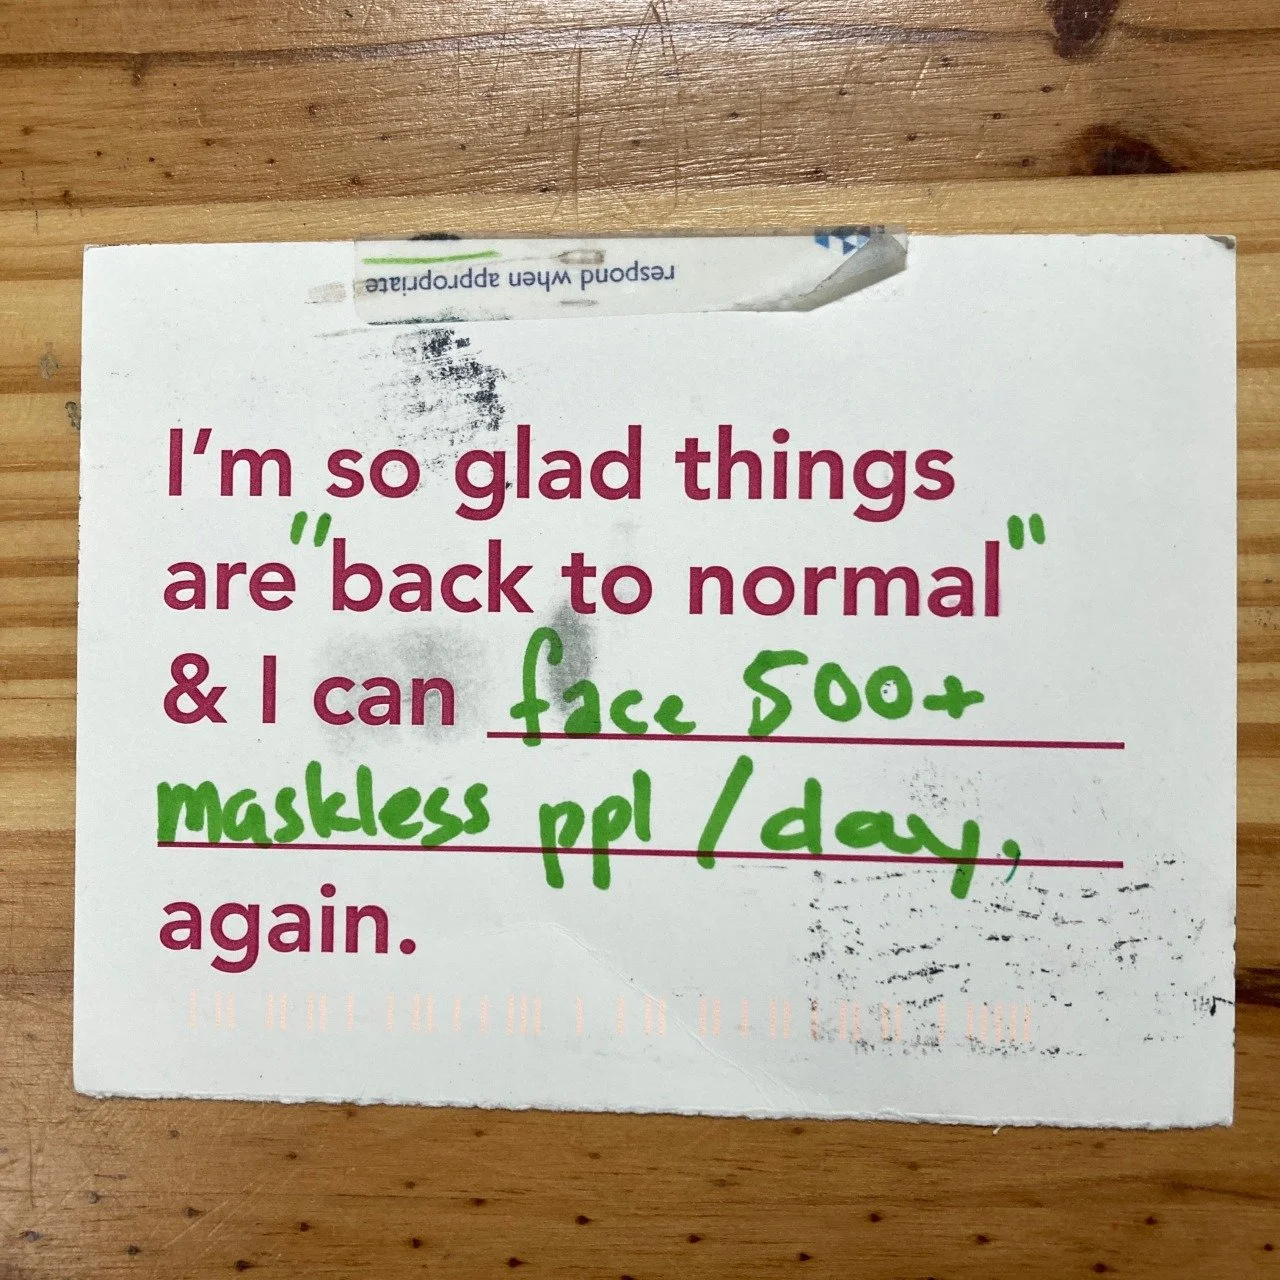 respond when appropriate
I'm so glad things
are "back to normal"
& I can face 500+
maskless ppl / day,
again.